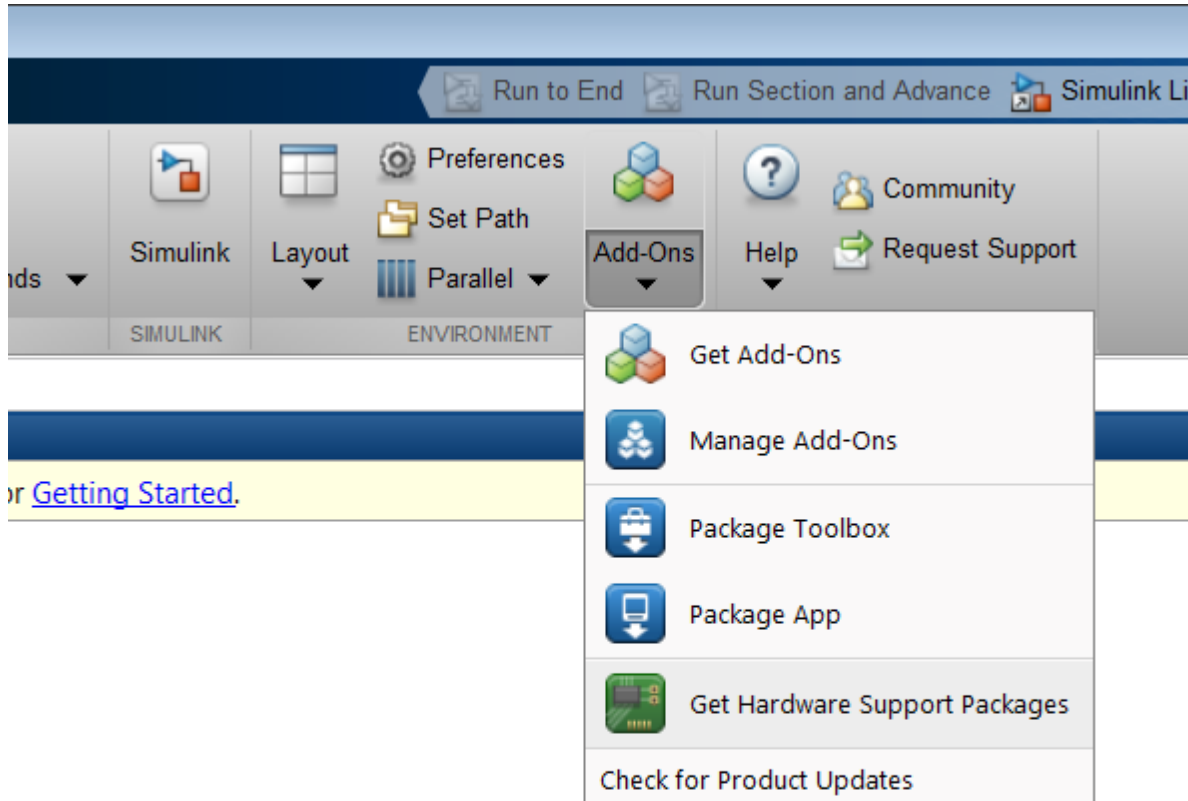 Run to End Run Section and Advance Simulink Li
Preferences
Set Path
Parallel
Simulink
Layout
nds
Add-Ons
Help
Community
Request Support
SIMULINK
ENVIRONMENT
Get Add-Ons
Manage Add-Ons
or Getting Started.
Package Toolbox
Package App
Get Hardware Support Packages
Check for Product Updates